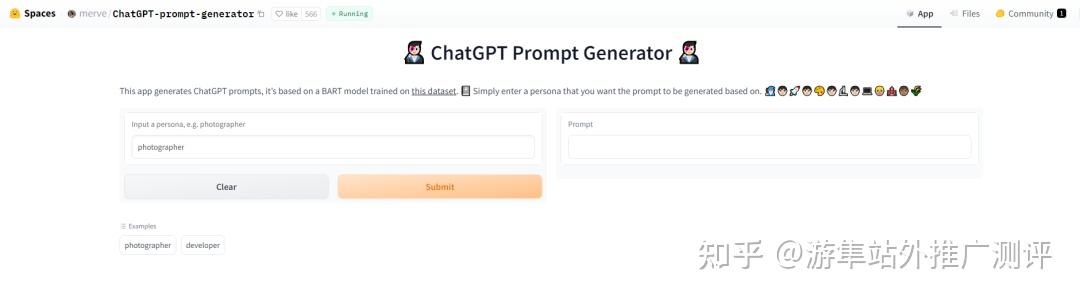 Spaces merve/ChatGPT-prompt-generator like 566 Running App Files Community 1
ChatGPT Prompt Generator
This app generates ChatGPT prompts, it's based on a BART model trained on this dataset. Simply enter a persona that you want the prompt to be generated based on.
Input a persona, e.g. photographer
photographer
Prompt
Clear Submit
Examples
photographer developer
知乎 @游隼站外推广测评